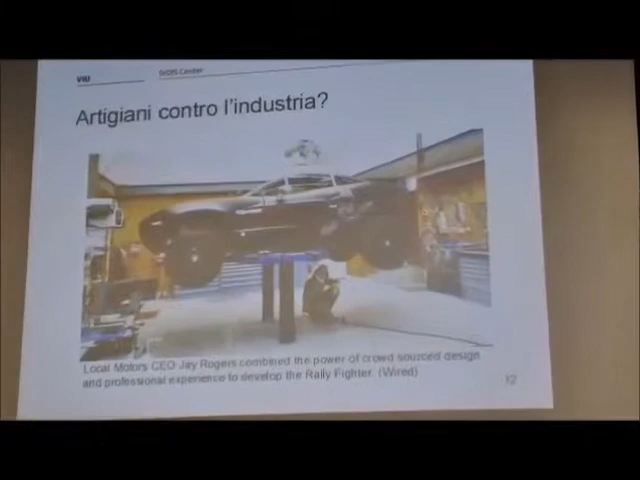 VIU
TeDIS Center
Artigiani contro l'industria?
Local Motors CEO Jay Rogers combined the power of crowd sourced design
and professional experience to develop the Rally Fighter. (Wired)
12